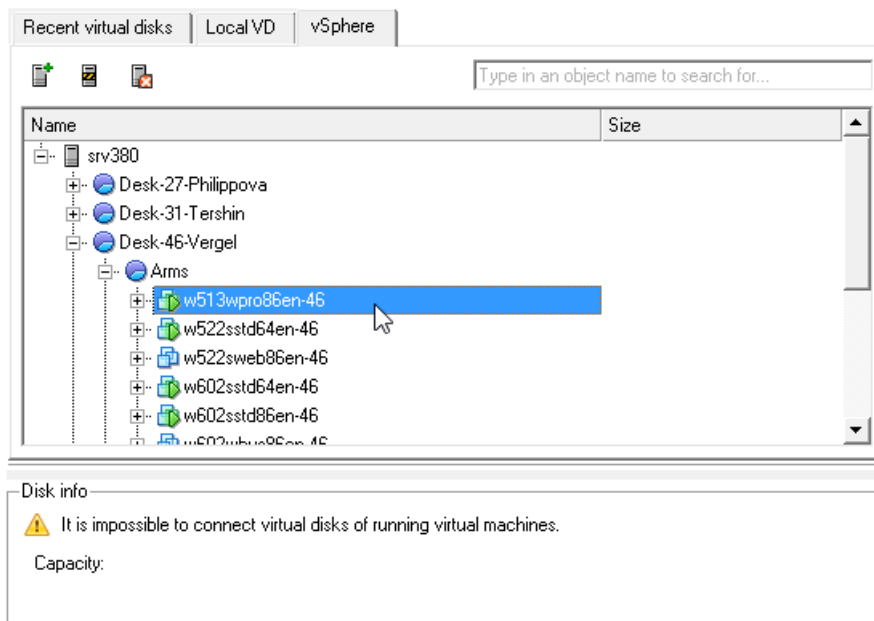 Recent virtual disks Local VD vSphere
Type in an object name to search for...
Name Size
srv380
Desk-27-Philippova
Desk-31-Tershin
Desk-46-Vergel
Arms
w513wpro86en-46
w522sstd64en-46
w522sweb86en-46
w602sstd64en-46
w602sstd86en-46
Disk info
It is impossible to connect virtual disks of running virtual machines.
Capacity: